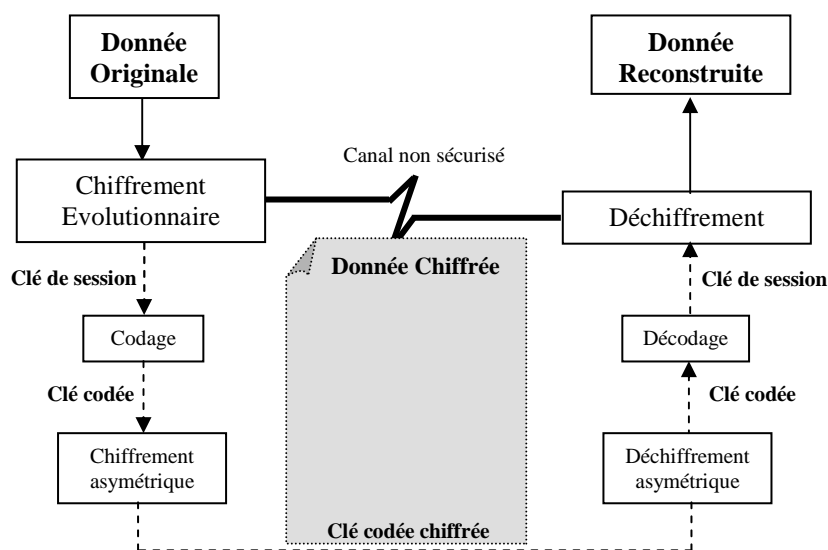 Donnée
Originale
Donnée
Reconstruite
Canal non sécurisé
Chiffrement
Evolutionnaire
Déchiffrement
Donnée Chiffrée
Clé de session
Clé de session
Codage
Décodage
Clé codée
Clé codée
Chiffrement
asymétrique
Déchiffrement
asymétrique
Clé codée chiffrée